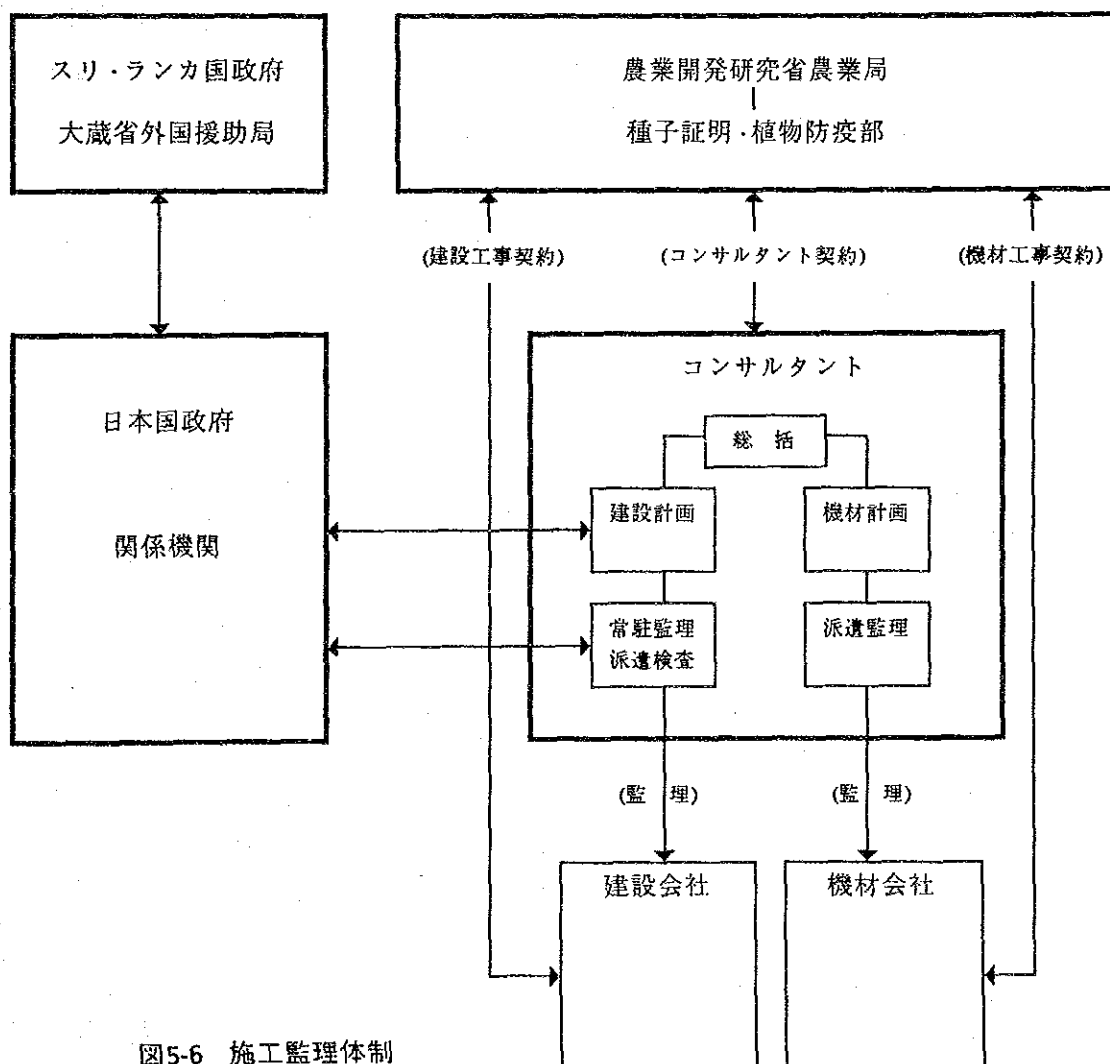 スリ・ランカ国政府
大蔵省外国援助局
農業開発研究省農業局
種子証明・植物防疫部
(建設工事契約)
(コンサルタント契約)
(機材工事契約)
日本国政府
関係機関
コンサルタント
総 括
建設計画
機材計画
常駐監理
派遣検査
派遣監理
(監 理)
(監 理)
建設会社
機材会社
図5-6 施工監理体制